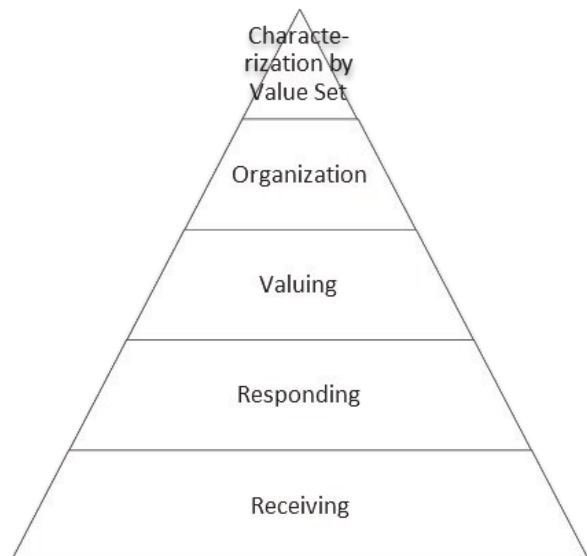 Characte-
rization by
Value Set
Organization
Valuing
Responding
Receiving